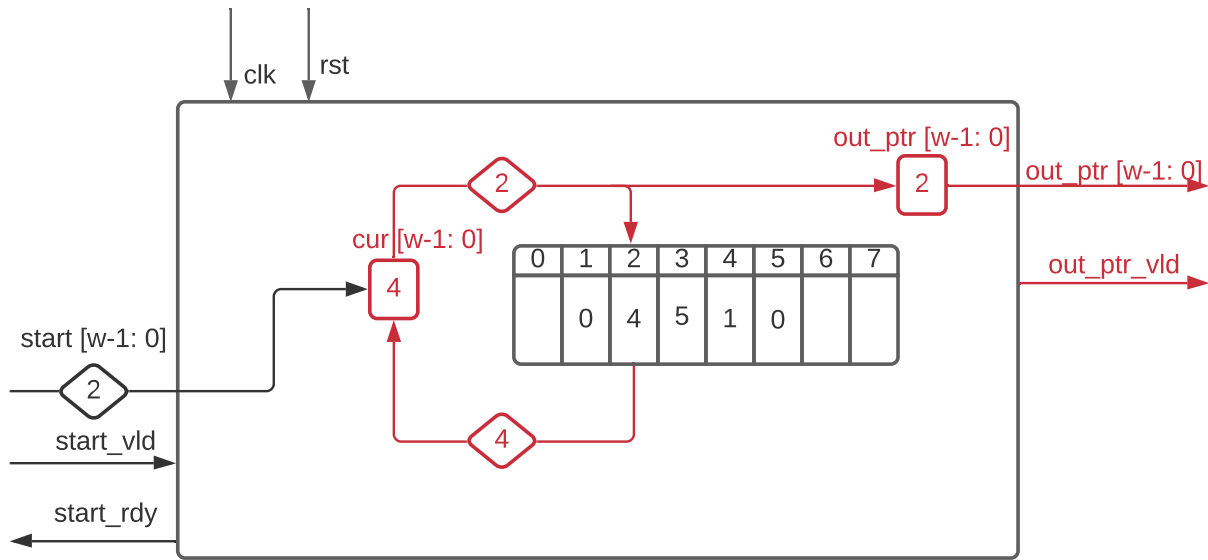 clk
rst
out_ptr [w-1: 0]
out_ptr [w-1: 0]
2
2
cur [w-1: 0]
0 1 2 3 4 5 6 7
out_ptr_vld
4
0 4 5 1 0
start [w-1: 0]
2
start_vld
4
start_rdy